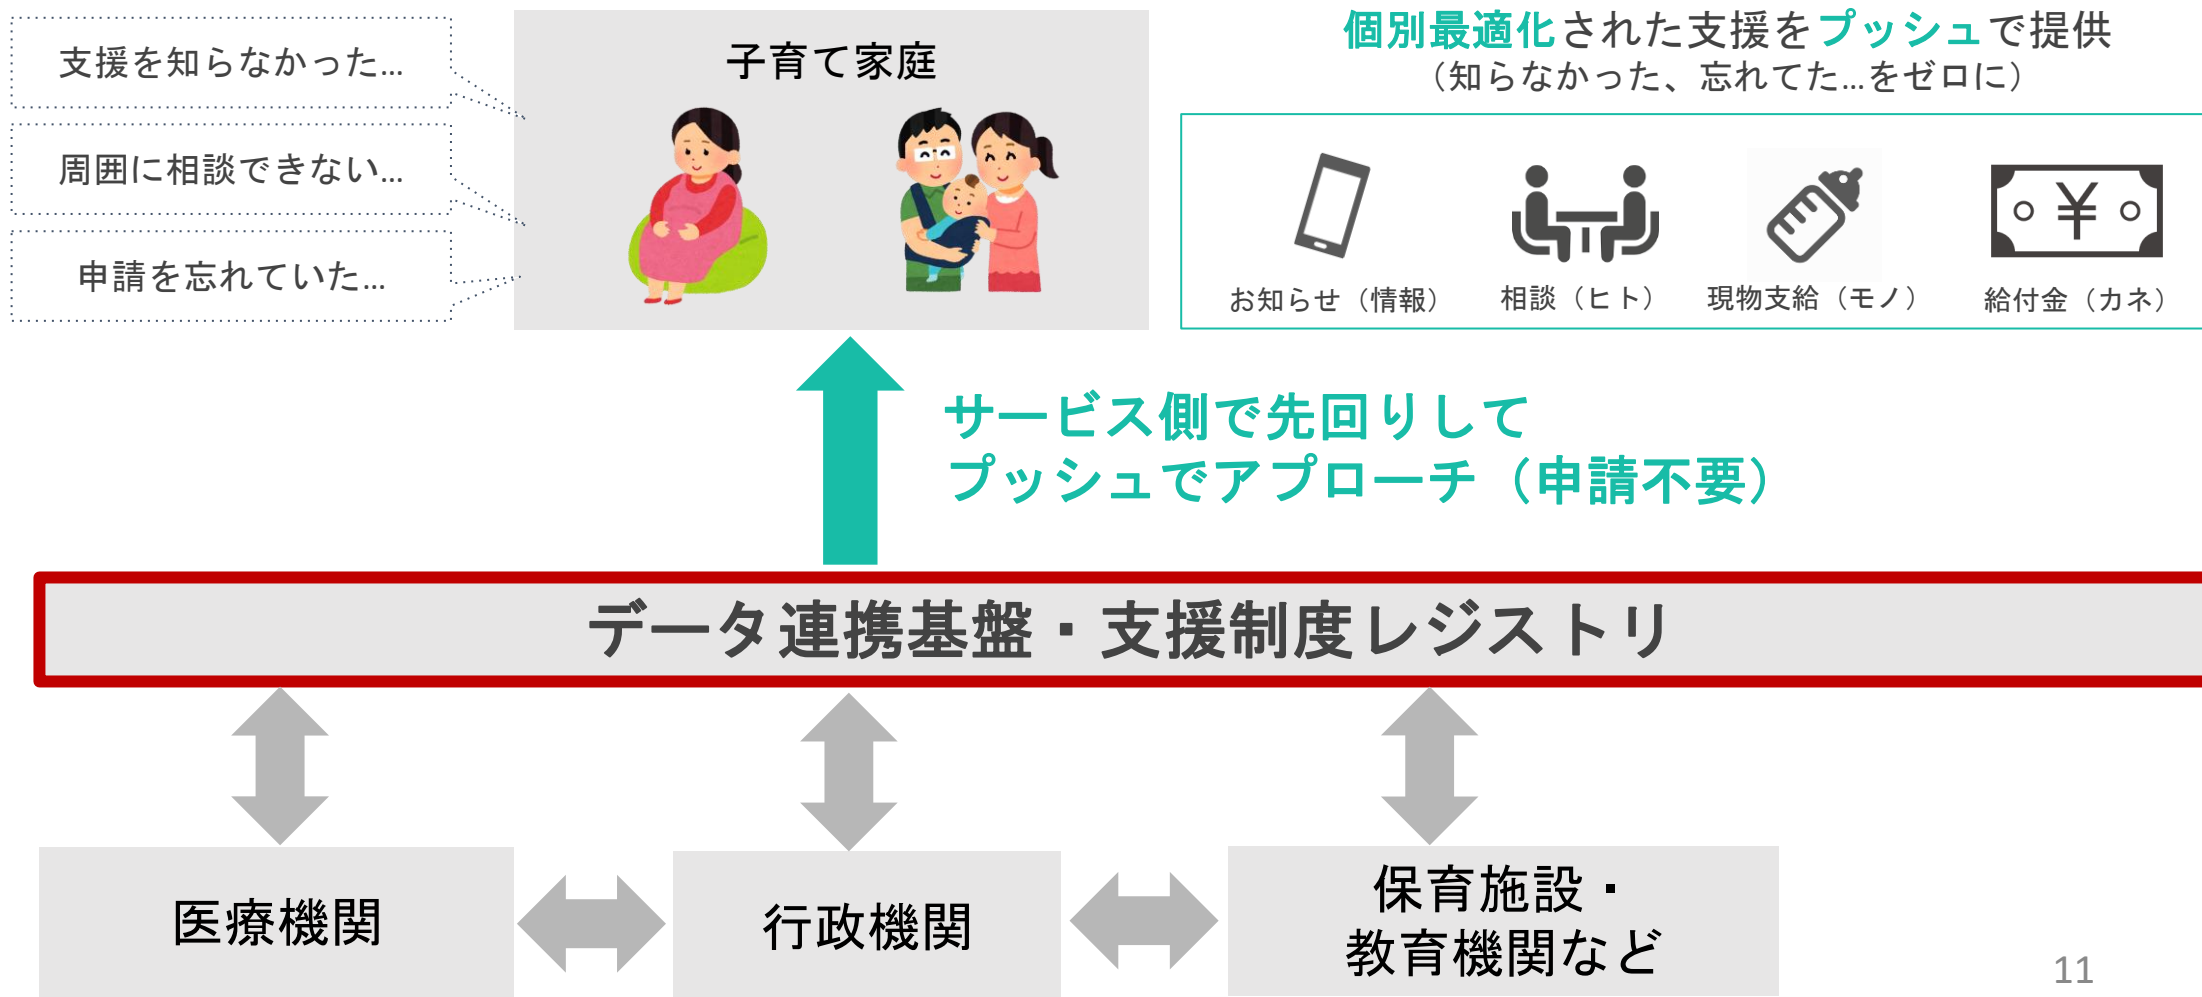 支援を知らなかった…
周囲に相談できない…
申請を忘れていた…
子育て家庭
個別最適化された支援をプッシュで提供
（知らなかった、忘れてた…をゼロに）
お知らせ（情報）
相談（ヒト）
現物支給（モノ）
¥
給付金（カネ）
サービス側で先回りして
プッシュでアプローチ（申請不要）
データ連携基盤・支援制度レジストリ
医療機関
行政機関
保育施設・
教育機関など
11